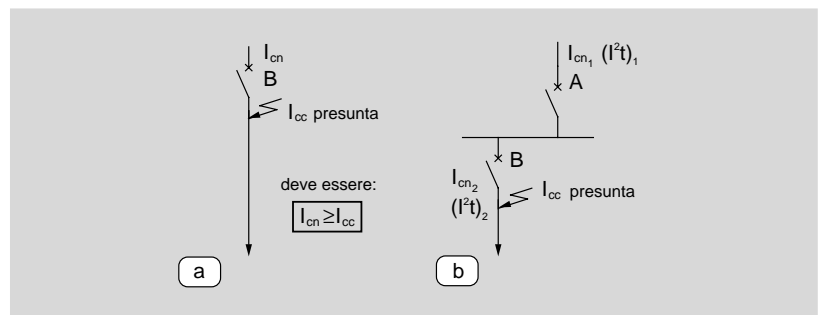 Icn
B
Icc presunta
deve essere:
Icn ≥ Icc
a
Icn1 (I²t)1
A
B
Icn2
(I²t)2
Icc presunta
b